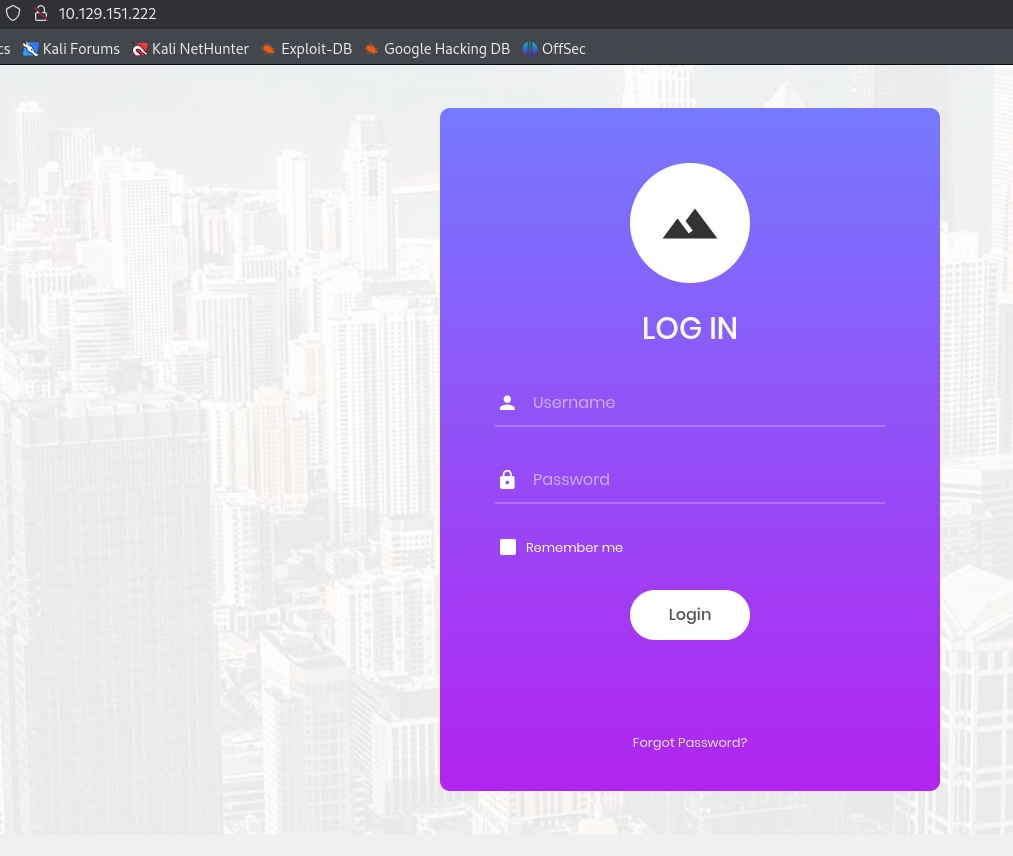 10.129.151.222
cs Kali Forums Kali NetHunter Exploit-DB Google Hacking DB OffSec
LOG IN
Username
Password
Remember me
Login
Forgot Password?